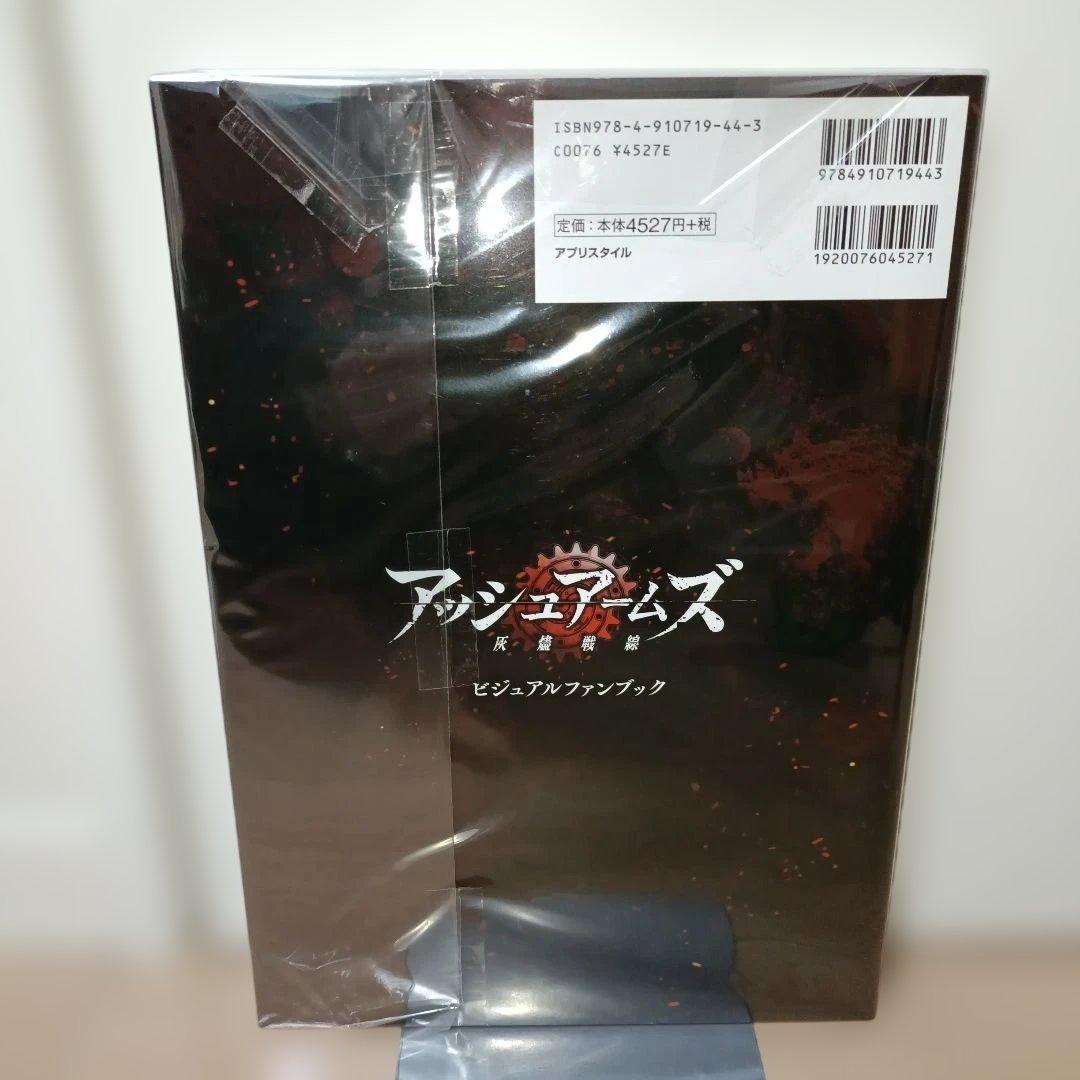 ISBN978-4-910719-44-3
C0076 ¥4527E
9784910719443
定価：本体4527円+税
アプリスタイル
1920076045271
アッシュアームズ
灰燼戦線
ビジュアルファンブック